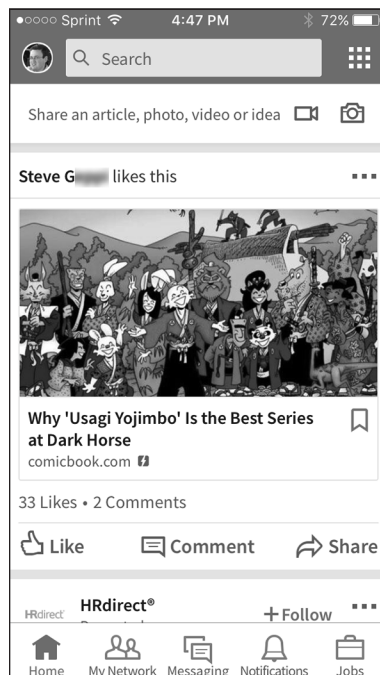 Sprint 4:47 PM 72%
Search
Share an article, photo, video or idea
Steve G likes this
Why 'Usagi Yojimbo' Is the Best Series
at Dark Horse
comicbook.com
33 Likes • 2 Comments
Like Comment Share
HRdirect HRdirect®
+Follow
Home My Network Messaging Notifications Jobs